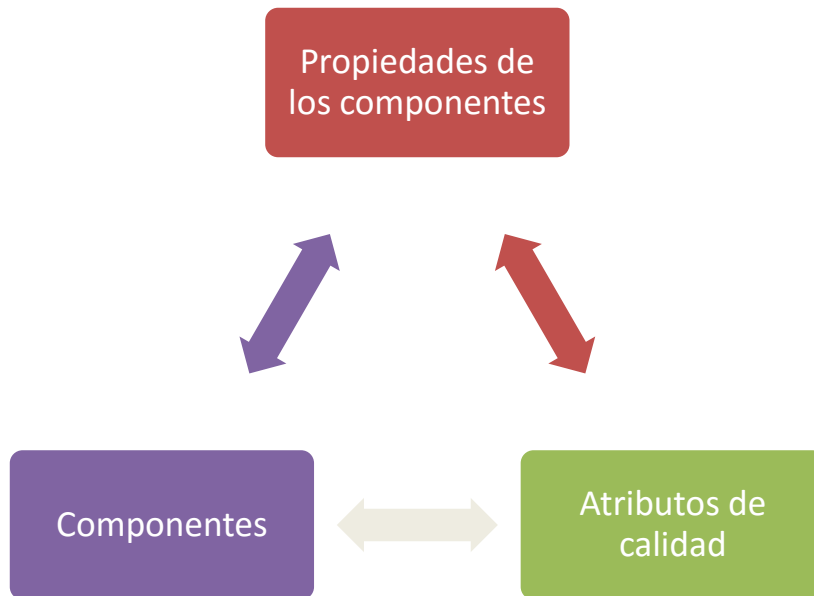 Propiedades de
los componentes
Componentes
Atributos de
calidad